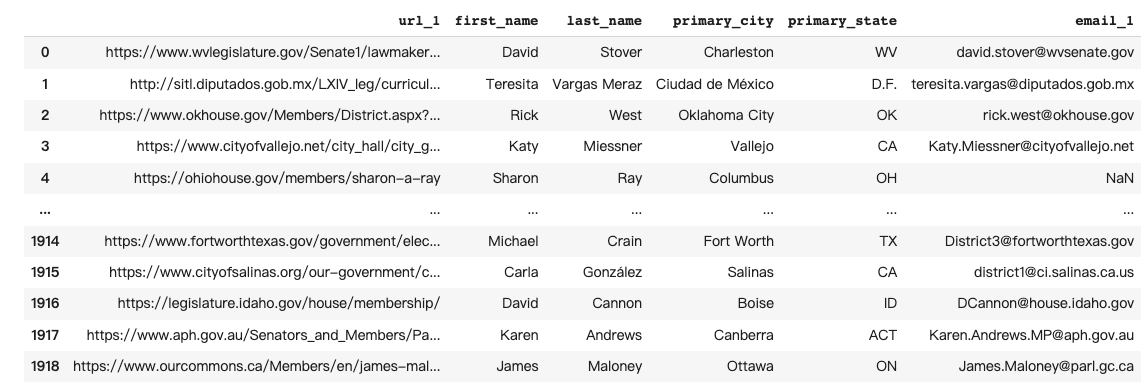 url_1 first_name last_name primary_city primary_state email_1
0 https://www.wvlegislature.gov/Senate1/lawmaker... David Stover Charleston WV david.stover@wvsenate.gov
1 http://sitl.diputados.gob.mx/LXIV_leg/curricul... Teresita Vargas Meraz Ciudad de México D.F. teresita.vargas@diputados.gob.mx
2 https://www.okhouse.gov/Members/District.aspx?... Rick West Oklahoma City OK rick.west@okhouse.gov
3 https://www.cityofvallejo.net/city_hall/city_g... Katy Miessner Vallejo CA Katy.Miessner@cityofvallejo.net
4 https://ohiohouse.gov/members/sharon-a-ray Sharon Ray Columbus OH NaN
... ... ... ... ... ... ...
1914 https://www.fortworthtexas.gov/government/elec... Michael Crain Fort Worth TX District3@fortworthtexas.gov
1915 https://www.cityofsalinas.org/our-government/c... Carla González Salinas CA district1@ci.salinas.ca.us
1916 https://legislature.idaho.gov/house/membership/ David Cannon Boise ID DCannon@house.idaho.gov
1917 https://www.aph.gov.au/Senators_and_Members/Pa... Karen Andrews Canberra ACT Karen.Andrews.MP@aph.gov.au
1918 https://www.ourcommons.ca/Members/en/james-mal... James Maloney Ottawa ON James.Maloney@parl.gc.ca